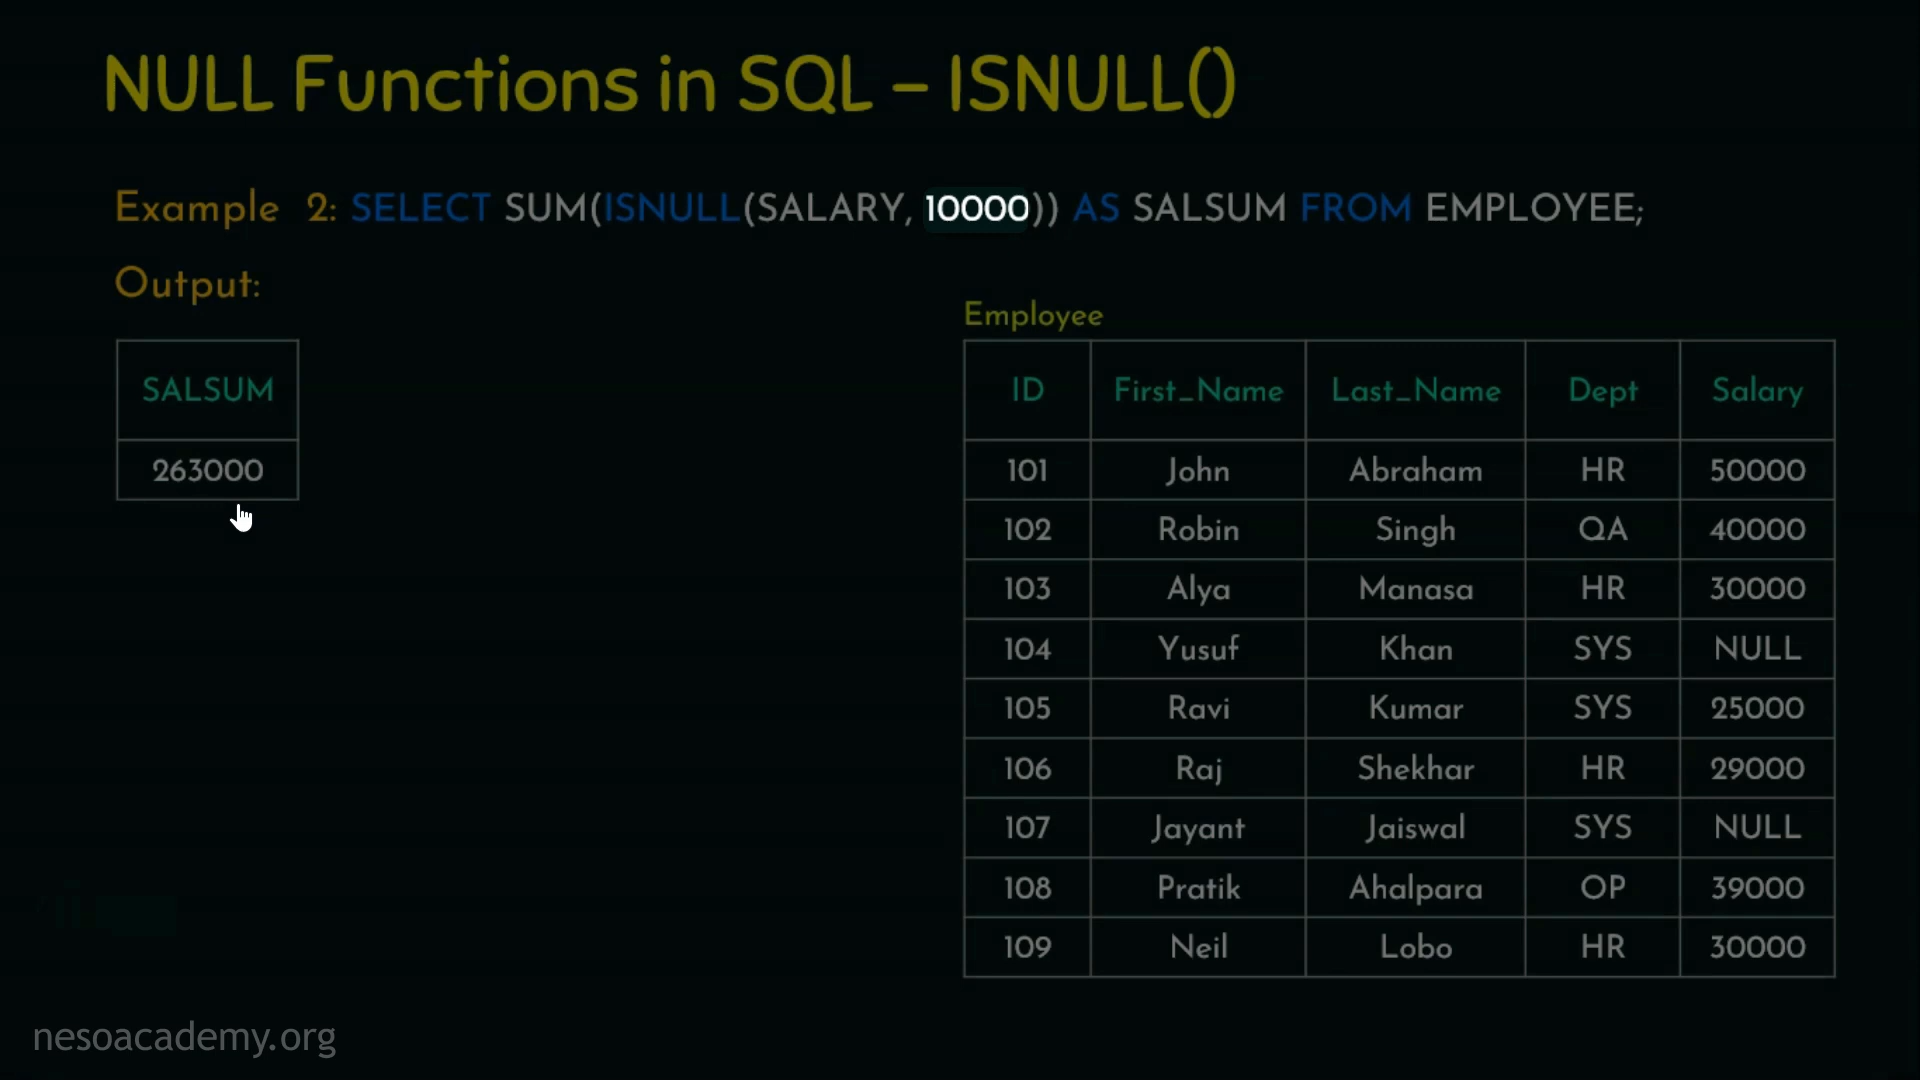 NULL Functions in SQL – ISNULL()
Example 2: SELECT SUM(ISNULL(SALARY, 10000)) AS SALSUM FROM EMPLOYEE;
Output:
SALSUM
263000
Employee
ID First_Name Last_Name Dept Salary
101 John Abraham HR 50000
102 Robin Singh QA 40000
103 Alya Manasa HR 30000
104 Yusuf Khan SYS NULL
105 Ravi Kumar SYS 25000
106 Raj Shekhar HR 29000
107 Jayant Jaiswal SYS NULL
108 Pratik Ahalpara OP 39000
109 Neil Lobo HR 30000
nesoacademy.org